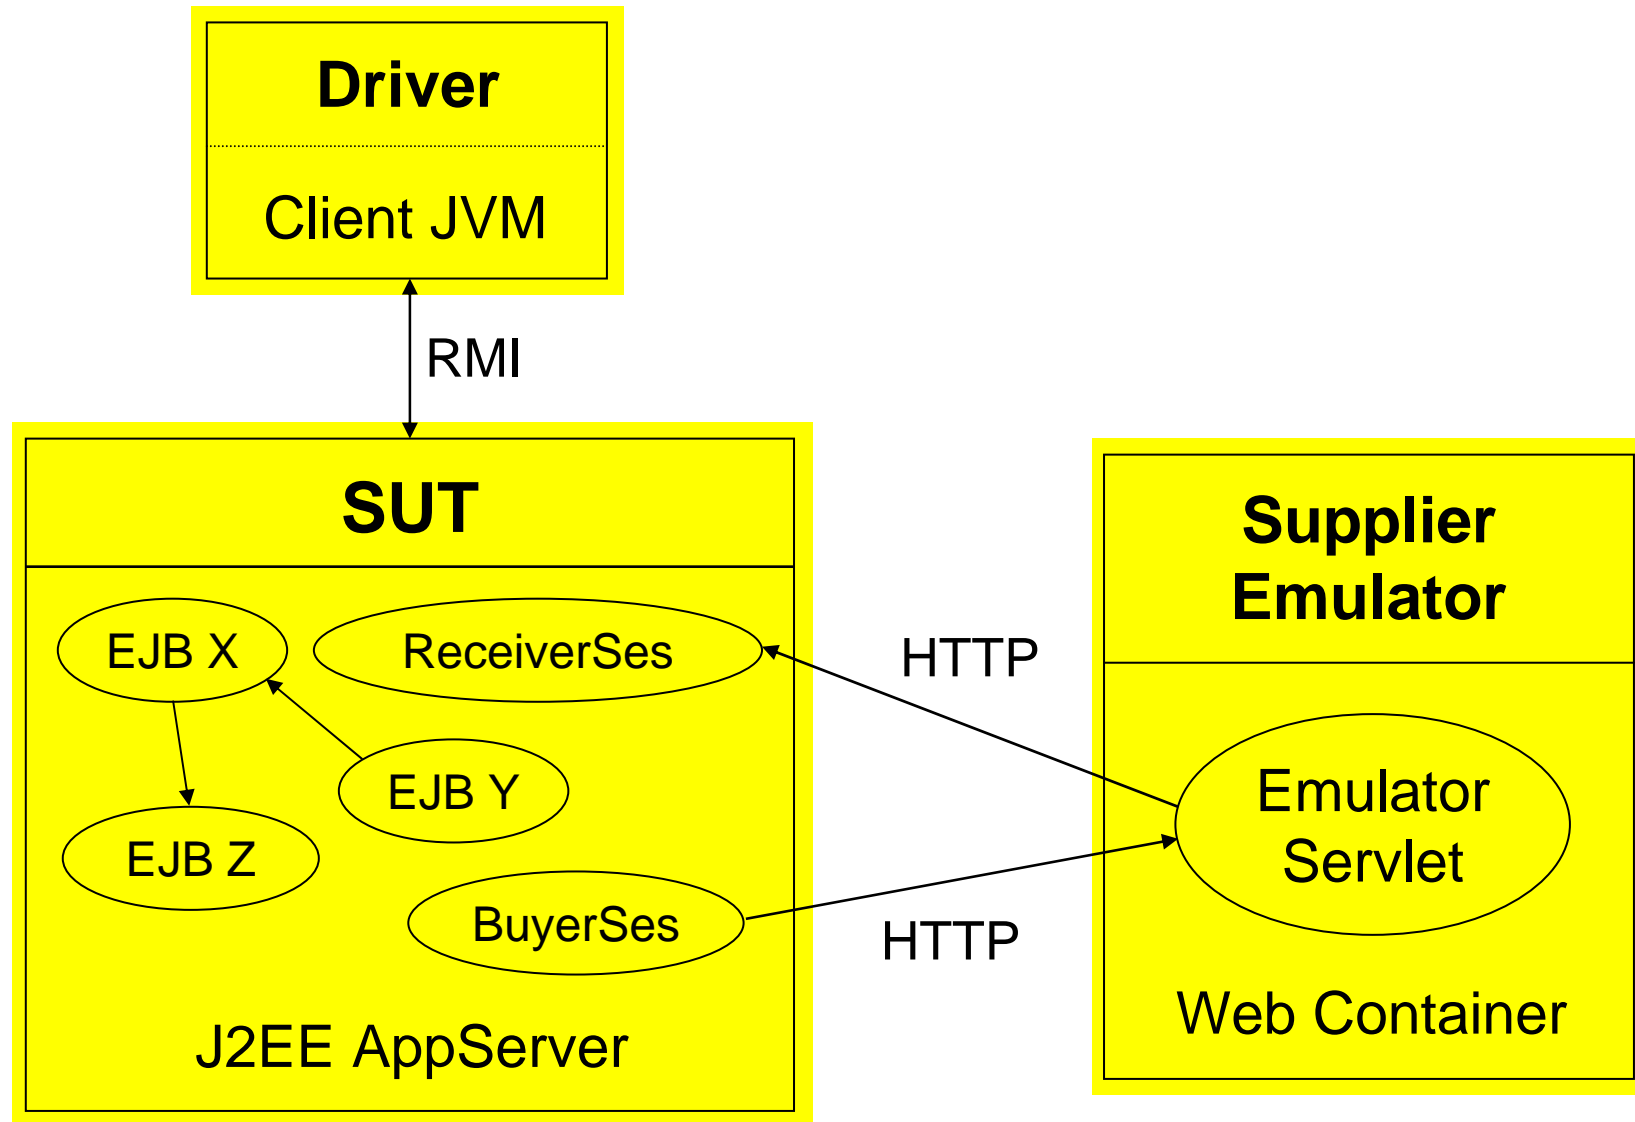 Driver
Client JVM
RMI
SUT
EJB X
ReceiverSes
EJB Y
EJB Z
BuyerSes
J2EE AppServer
HTTP
HTTP
Supplier
Emulator
Emulator
Servlet
Web Container